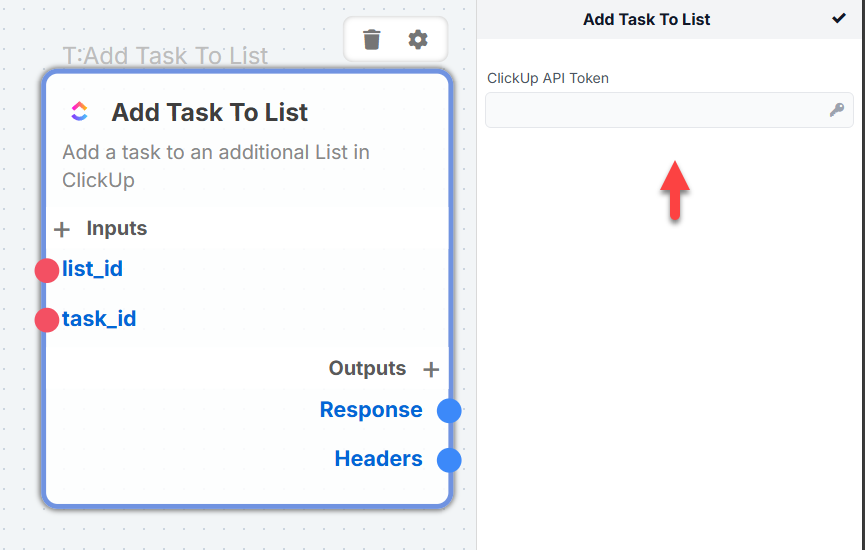 T:Add Task To List
Add Task To List
Add a task to an additional List in
ClickUp
Inputs
list_id
task_id
Outputs
Response
Headers
Add Task To List
ClickUp API Token